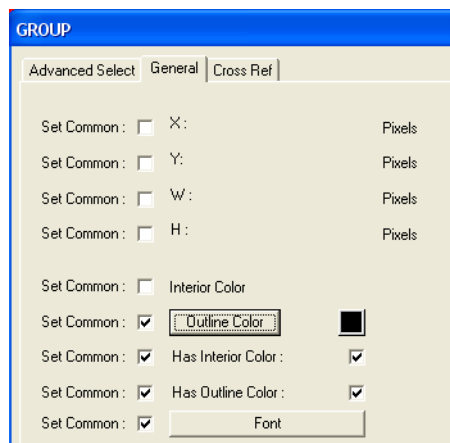 GROUP
Advanced Select General Cross Ref
Set Common : X : Pixels
Set Common : Y: Pixels
Set Common : W : Pixels
Set Common : H : Pixels
Set Common : Interior Color
Set Common : Outline Color
Set Common : Has Interior Color :
Set Common : Has Outline Color :
Set Common : Font